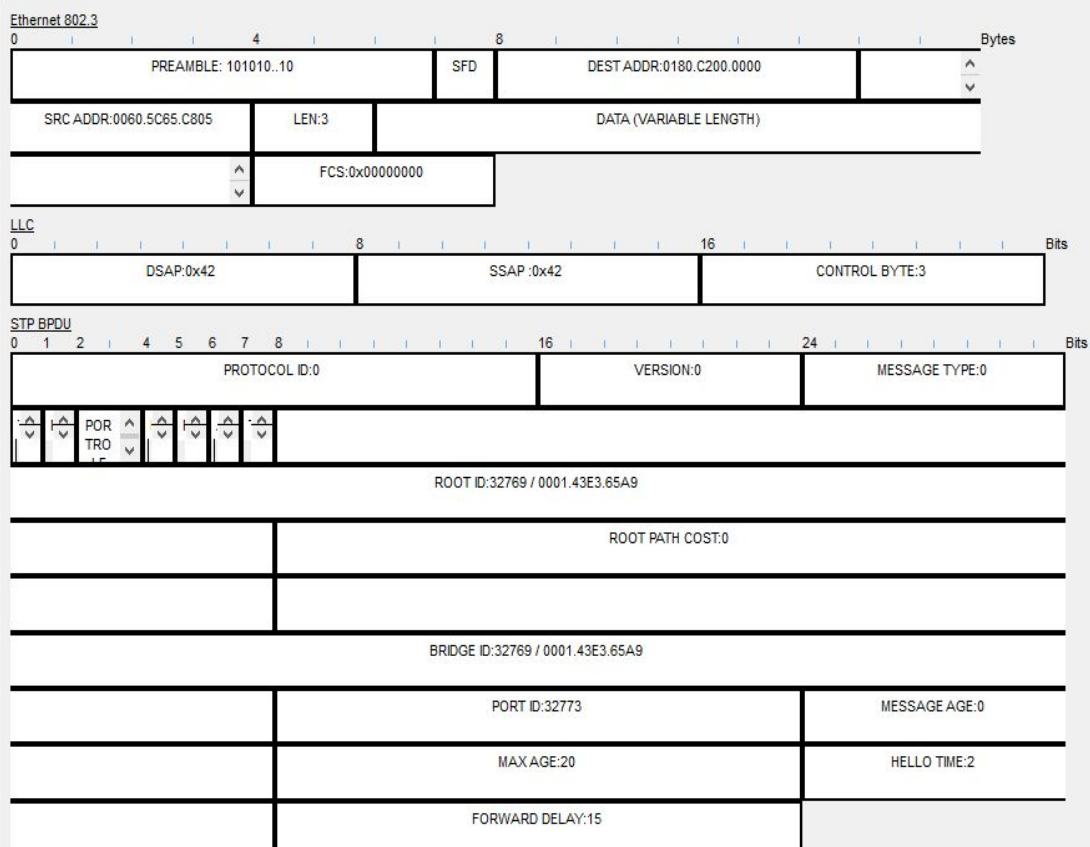 Ethernet 802.3
0 4 8 Bytes
PREAMBLE: 101010..10 SFD DEST ADDR:0180.C200.0000
SRC ADDR:0060.5C65.C805 LEN:3 DATA (VARIABLE LENGTH)
FCS:0x00000000
LLC
0 8 16 Bits
DSAP:0x42 SSAP :0x42 CONTROL BYTE:3
STP BPDU
0 1 2 4 5 6 7 8 16 24 Bits
PROTOCOL ID:0 VERSION:0 MESSAGE TYPE:0
POR
TRO
ROOT ID:32769 / 0001.43E3.65A9
ROOT PATH COST:0
BRIDGE ID:32769 / 0001.43E3.65A9
PORT ID:32773 MESSAGE AGE:0
MAX AGE:20 HELLO TIME:2
FORWARD DELAY:15